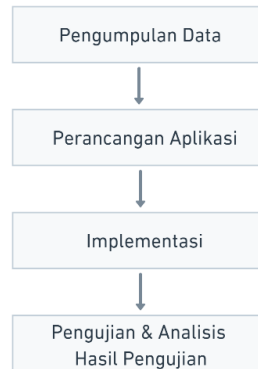 Pengumpulan Data
Perancangan Aplikasi
Implementasi
Pengujian & Analisis
Hasil Pengujian